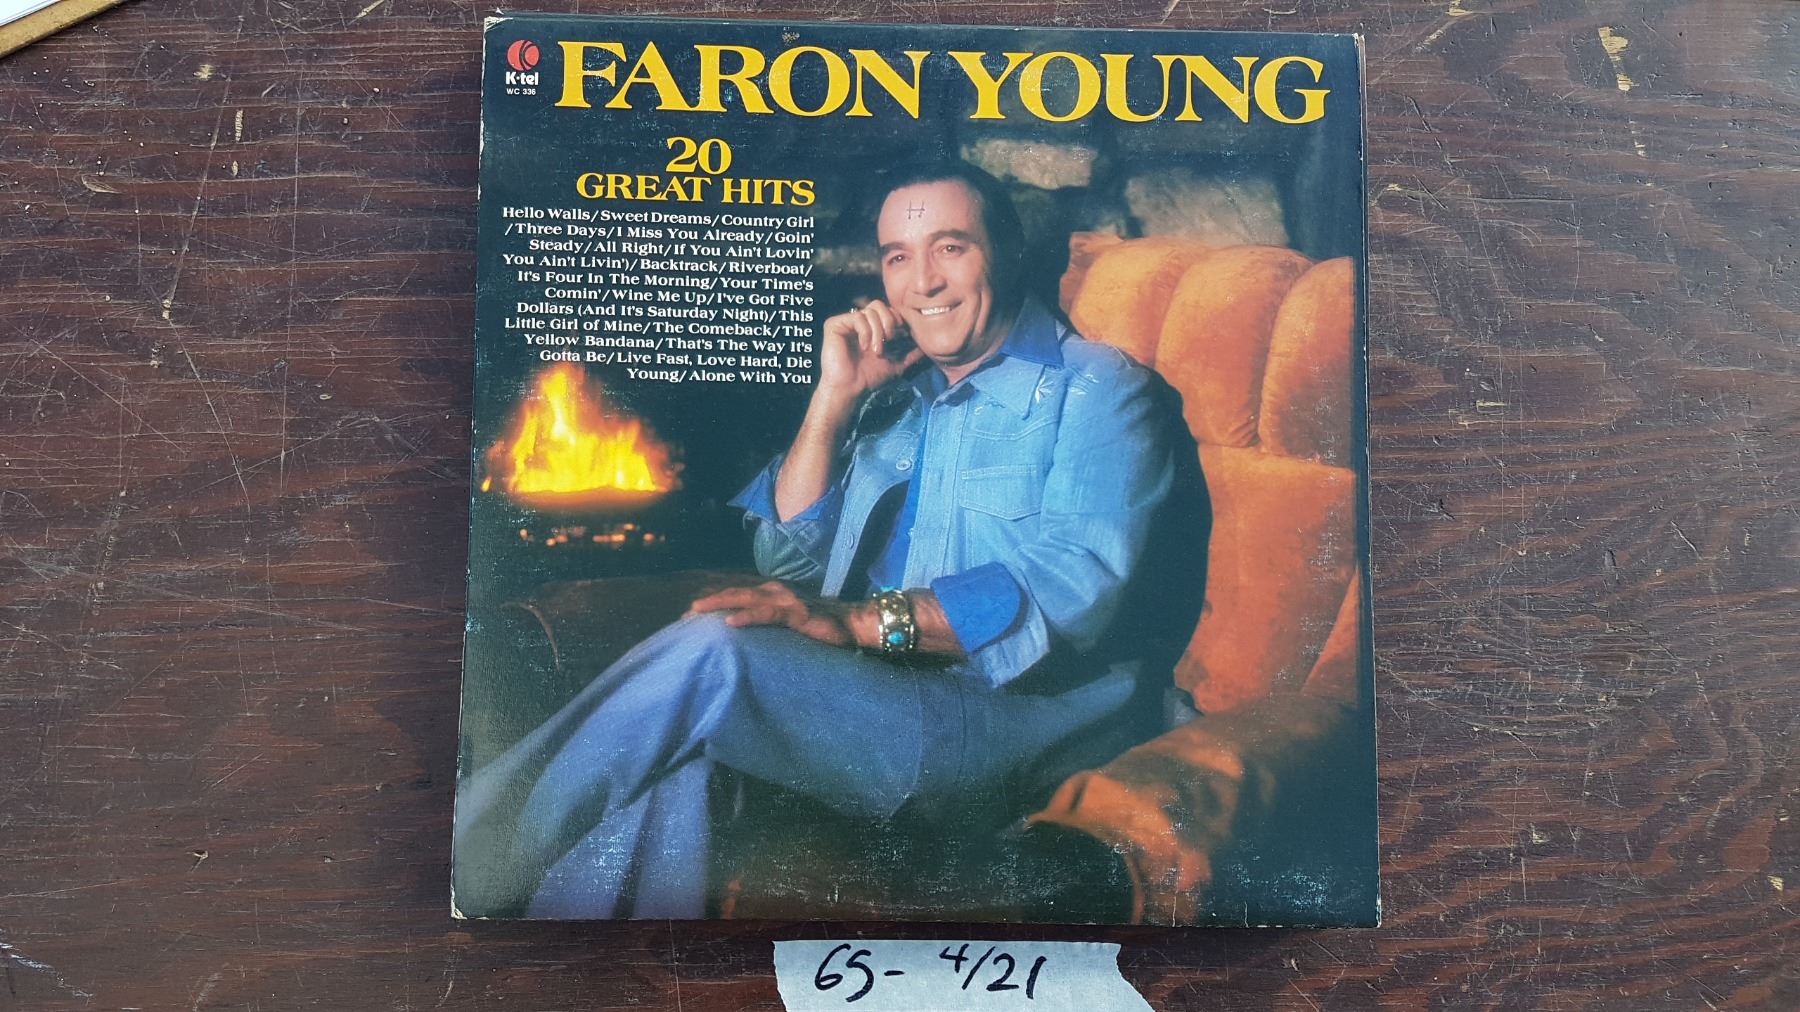 K-tel
WC 336
FARON YOUNG
20
GREAT HITS
Hello Walls/Sweet Dreams/Country Girl
/Three Days/I Miss You Already/Goin'
Steady/All Right/If You Ain't Lovin'
You Ain't Livin')/Backtrack/Riverboat/
It's Four In The Morning/Your Time's
Comin'/Wine Me Up/I've Got Five
Dollars (And It's Saturday Night)/This
Little Girl of Mine/The Comeback/The
Yellow Bandana/That's The Way It's
Gotta Be/Live Fast, Love Hard, Die
Young/Alone With You
H
65- 4/21